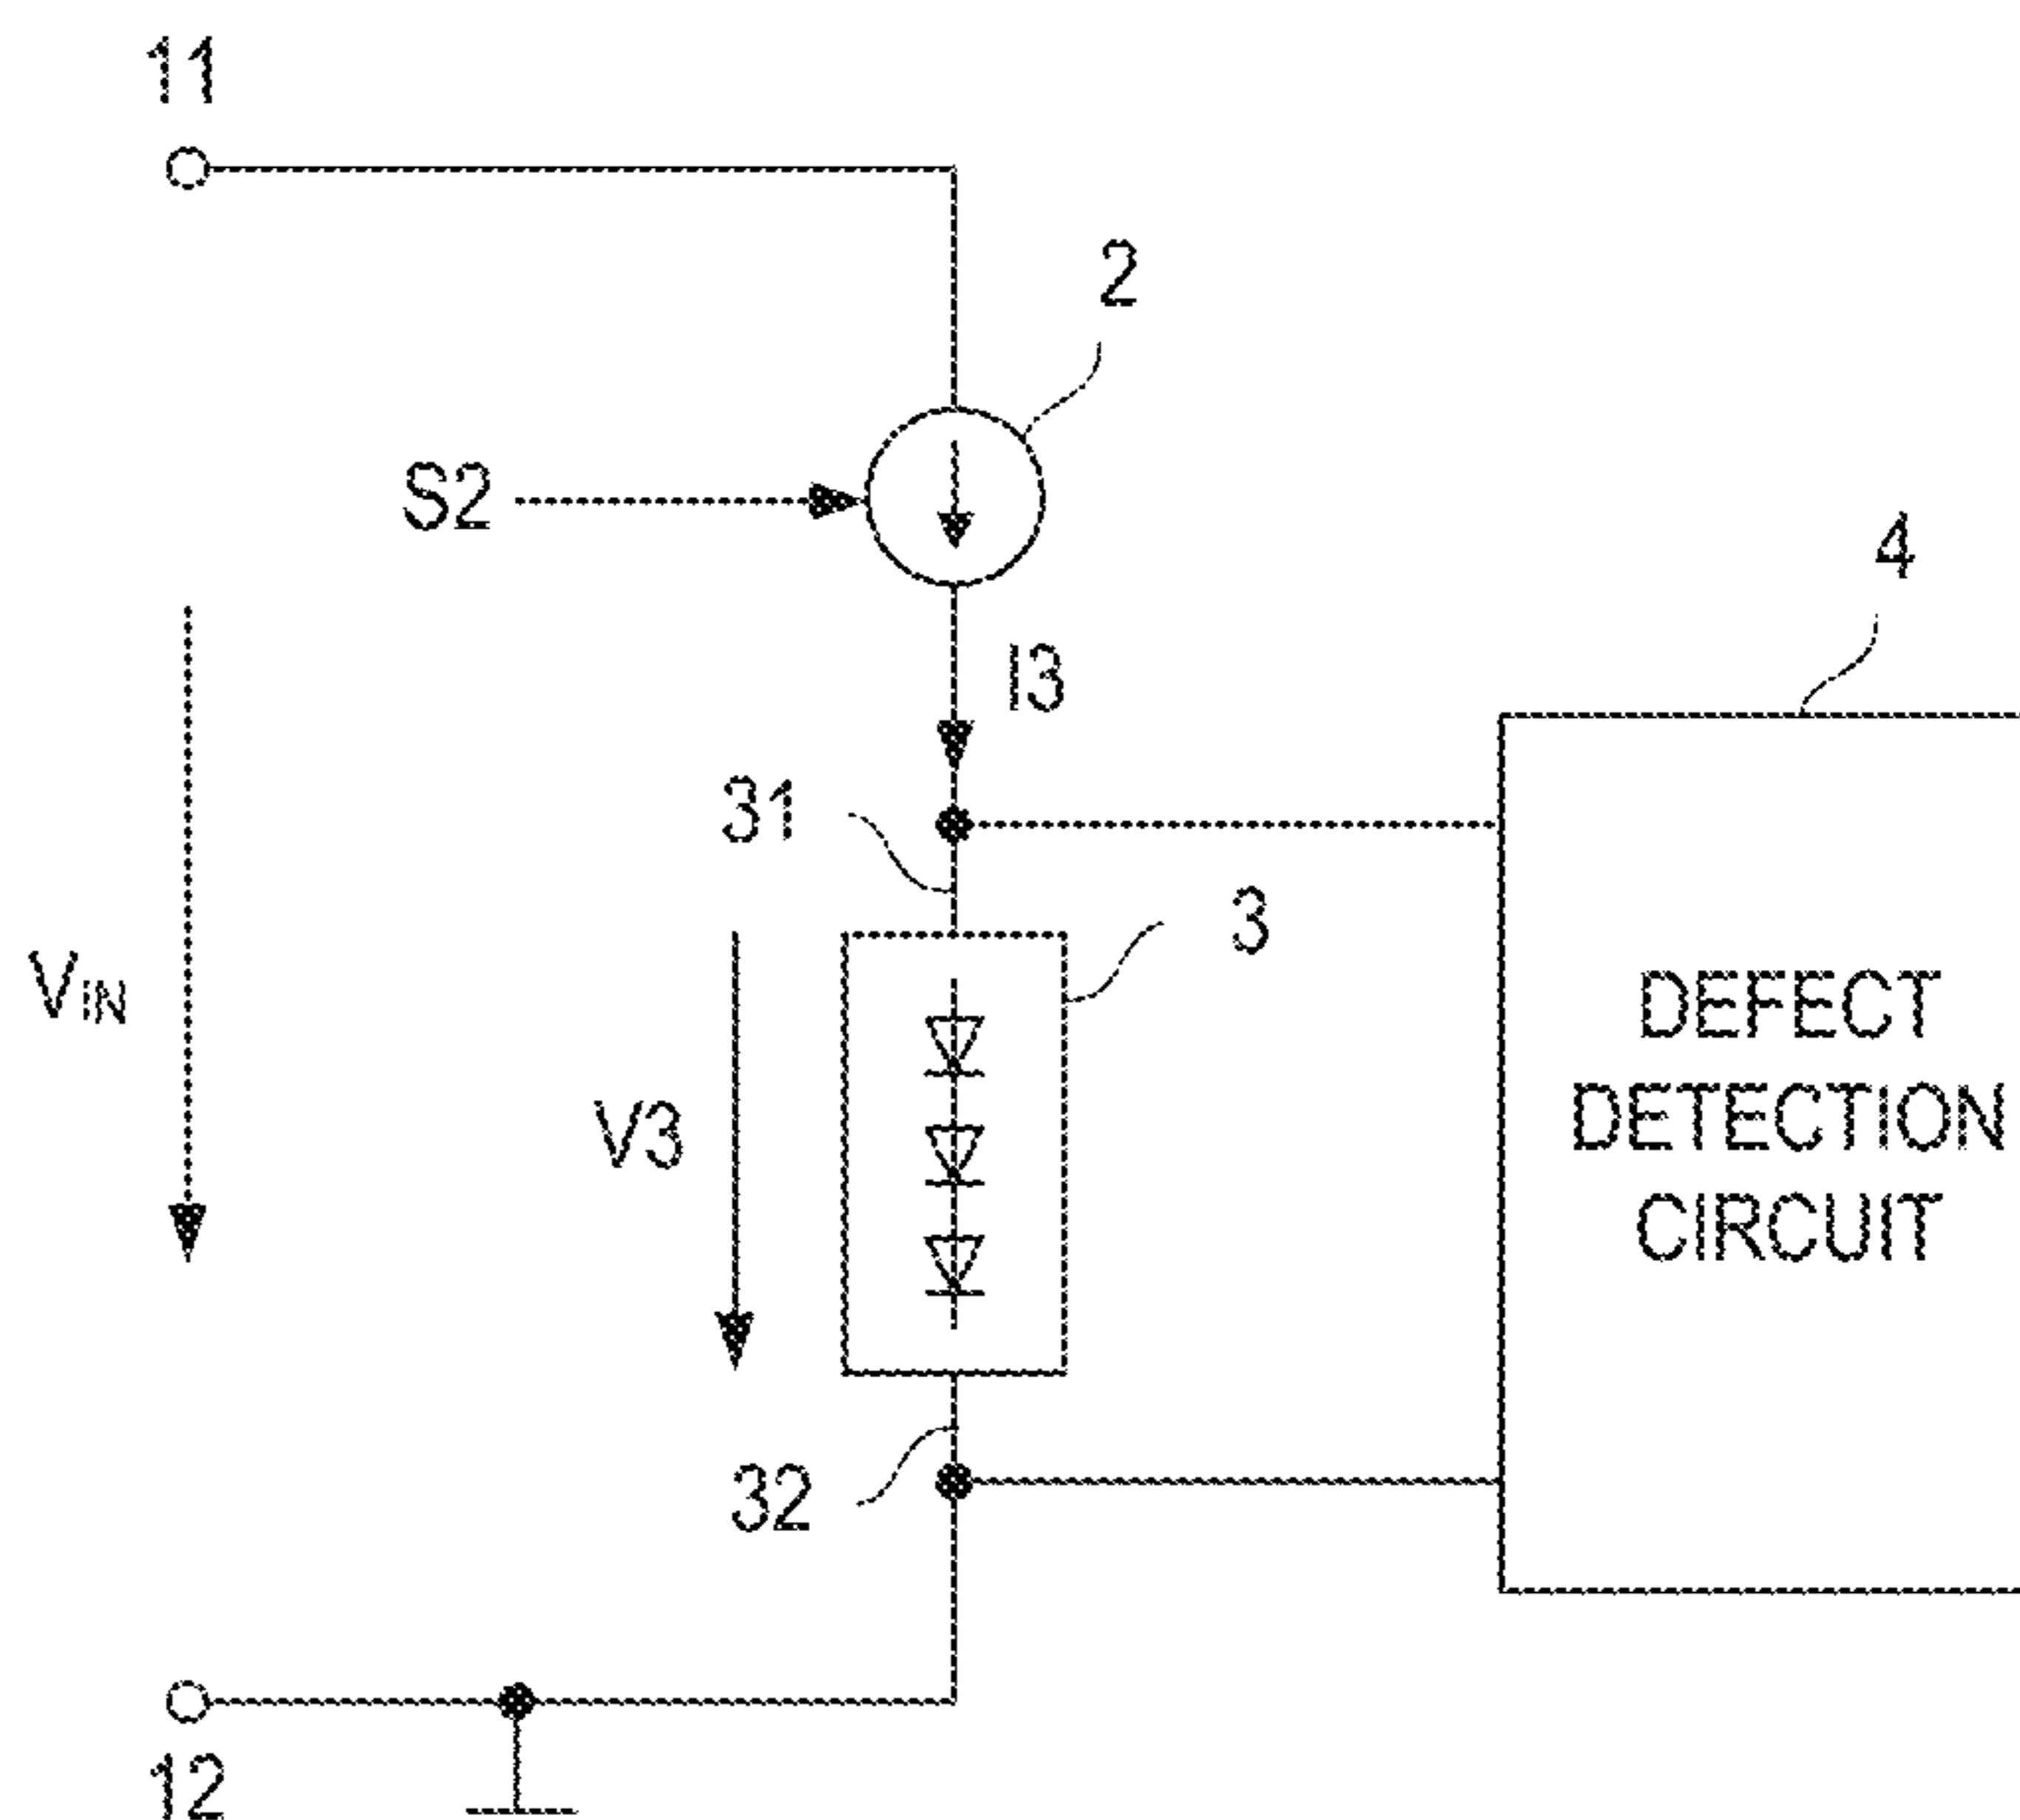 11
2
S2
4
I3
31
3
VIN
DEFECT
DETECTION
CIRCUIT
V3
32
12